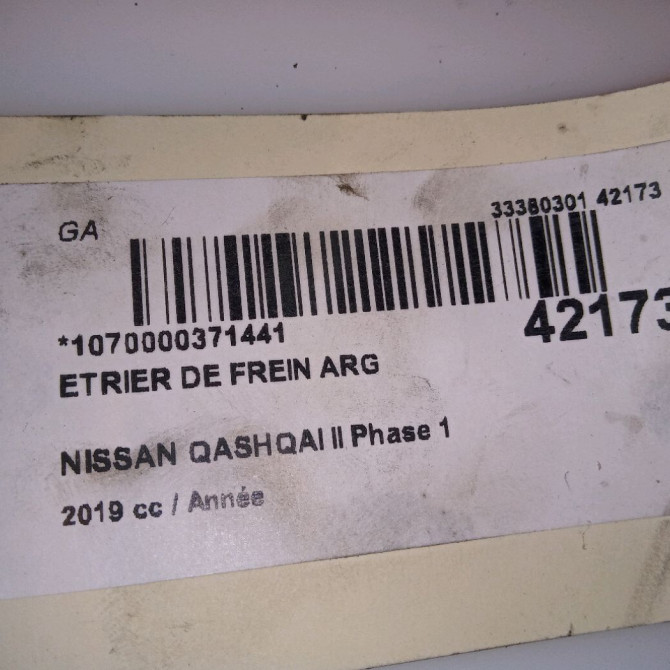 GA
33380301 42173
*1070000371441
42173
ETRIER DE FREIN ARG
NISSAN QASHQAI II Phase 1
2019 cc / Année